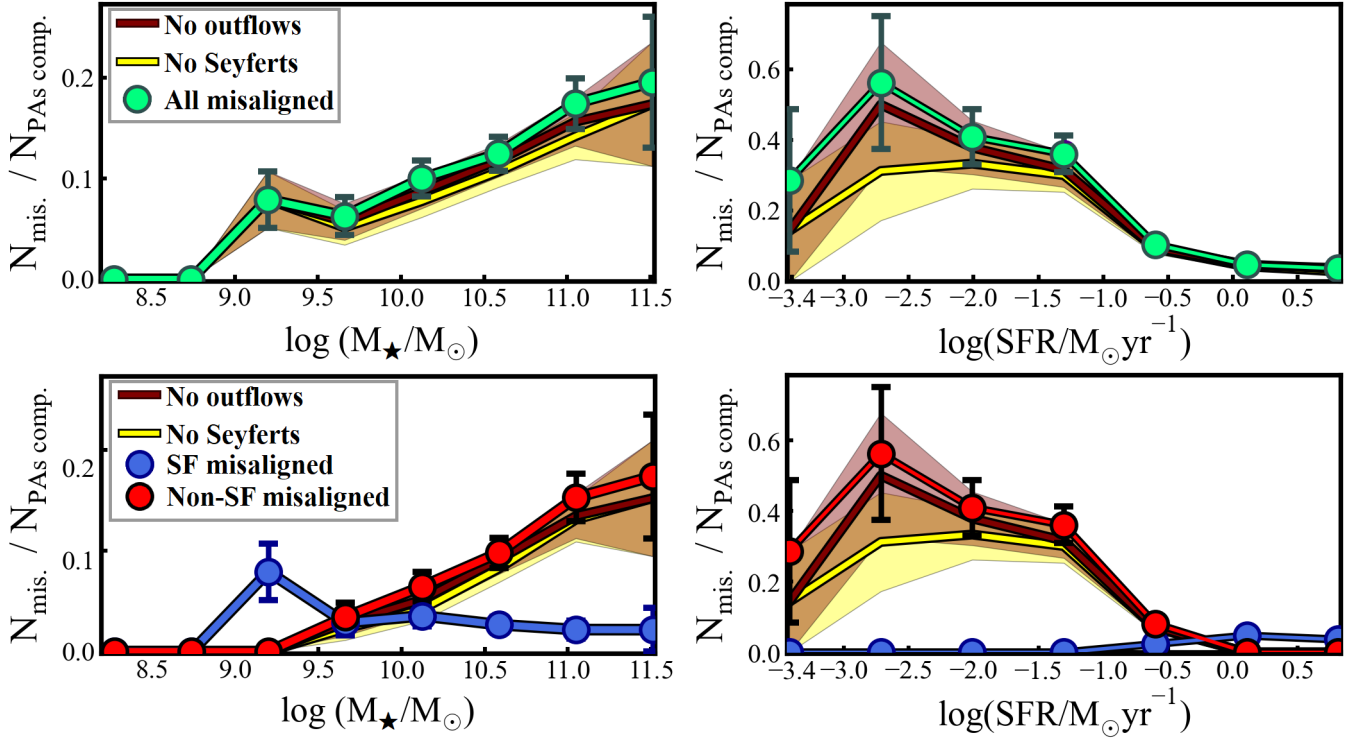 No outflows
No Seyferts
All misaligned
N_mis. / N_PAs comp.
0.2
0.1
0.0
8.5 9.0 9.5 10.0 10.5 11.0 11.5
log (M★/M⊙)
N_mis. / N_PAs comp.
0.6
0.4
0.2
0.0
−3.4 −3.0 −2.5 −2.0 −1.5 −1.0 −0.5 0.0 0.5
log(SFR/M⊙yr⁻¹)
No outflows
No Seyferts
SF misaligned
Non-SF misaligned
N_mis. / N_PAs comp.
0.2
0.1
0.0
8.5 9.0 9.5 10.0 10.5 11.0 11.5
log (M★/M⊙)
N_mis. / N_PAs comp.
0.6
0.4
0.2
0.0
−3.4 −3.0 −2.5 −2.0 −1.5 −1.0 −0.5 0.0 0.5
log(SFR/M⊙yr⁻¹)